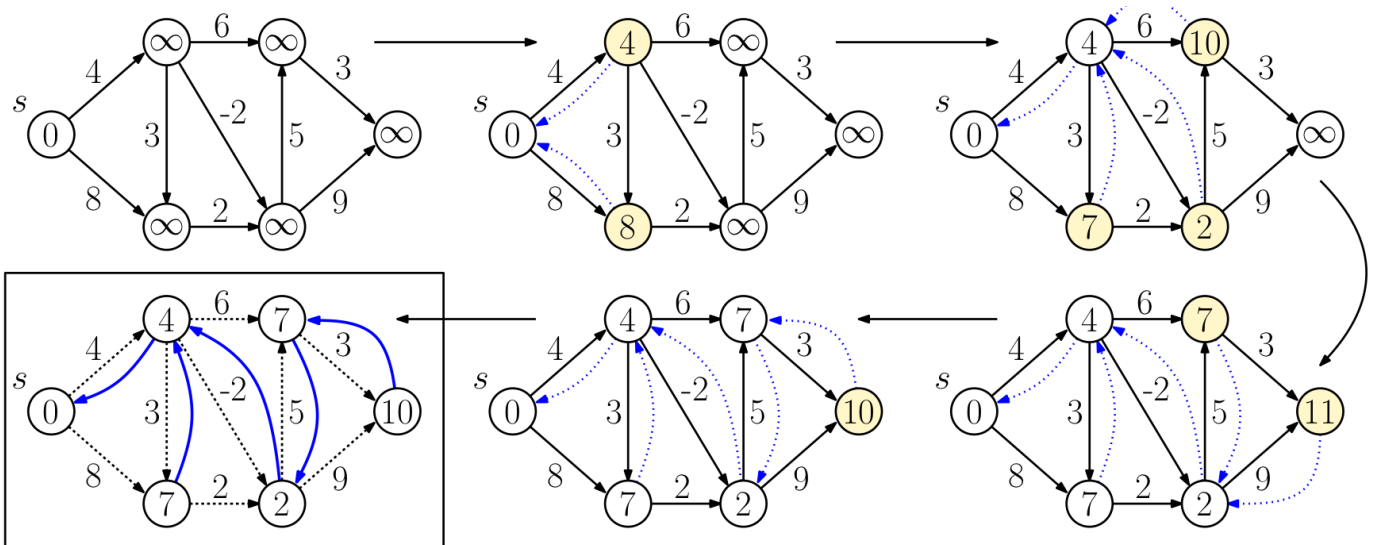 6 6 6
∞ ∞ 4 ∞ 4 10
4 3 4 3 4 3
s s s
0 3 -2 5 ∞ 0 3 -2 5 ∞ 0 3 -2 5 ∞
8 9 8 9 8 9
2 2 2
∞ ∞ 8 ∞ 7 2
6 6 6
4 7 4 7 4 7
4 3 4 3 4 3
s s s
0 3 -2 5 10 0 3 -2 5 10 0 3 -2 5 11
8 9 8 9 8 9
2 2 2
7 2 7 2 7 2